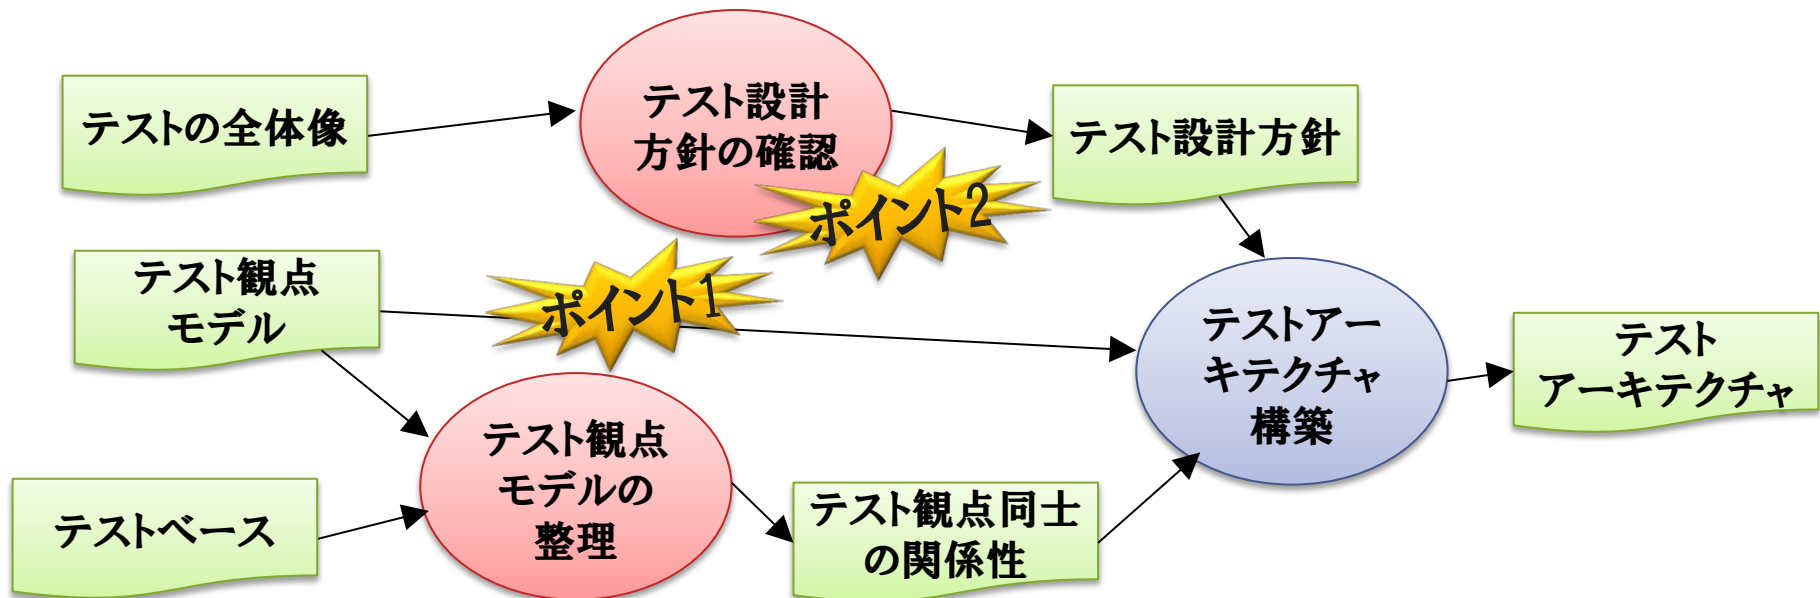 テスト設計
方針の確認
テストの全体像
テスト設計方針
ポイント2
テスト観点
モデル
ポイント1
テストアー
キテクチャ
構築
テスト
アーキテクチャ
テスト観点
モデルの
整理
テストベース
テスト観点同士
の関係性